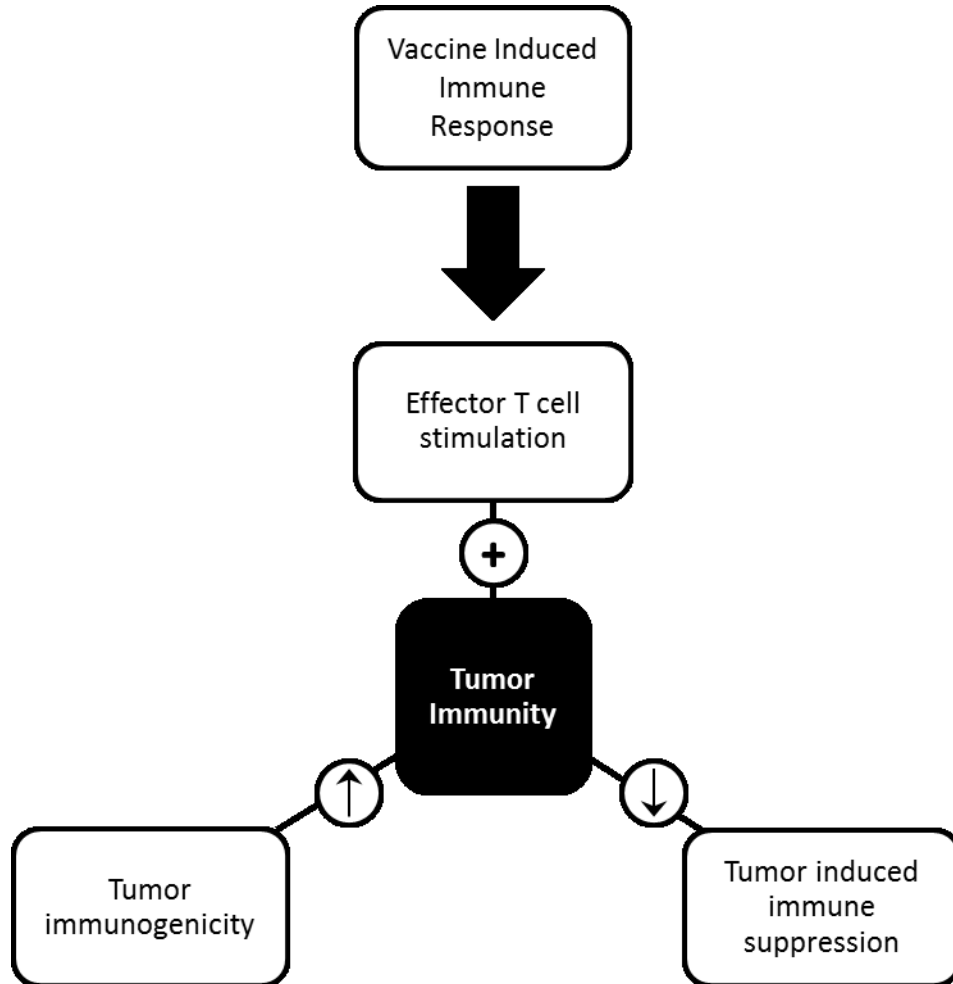 Vaccine Induced
Immune
Response
Effector T cell
stimulation
+
Tumor
Immunity
↑
↓
Tumor
immunogenicity
Tumor induced
immune
suppression